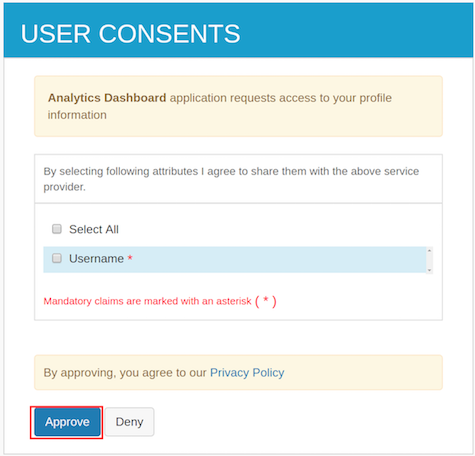 USER CONSENTS
Analytics Dashboard application requests access to your profile
information
By selecting following attributes I agree to share them with the above service
provider.
Select All
Username *
Mandatory claims are marked with an asterisk ( * )
By approving, you agree to our Privacy Policy
Approve Deny